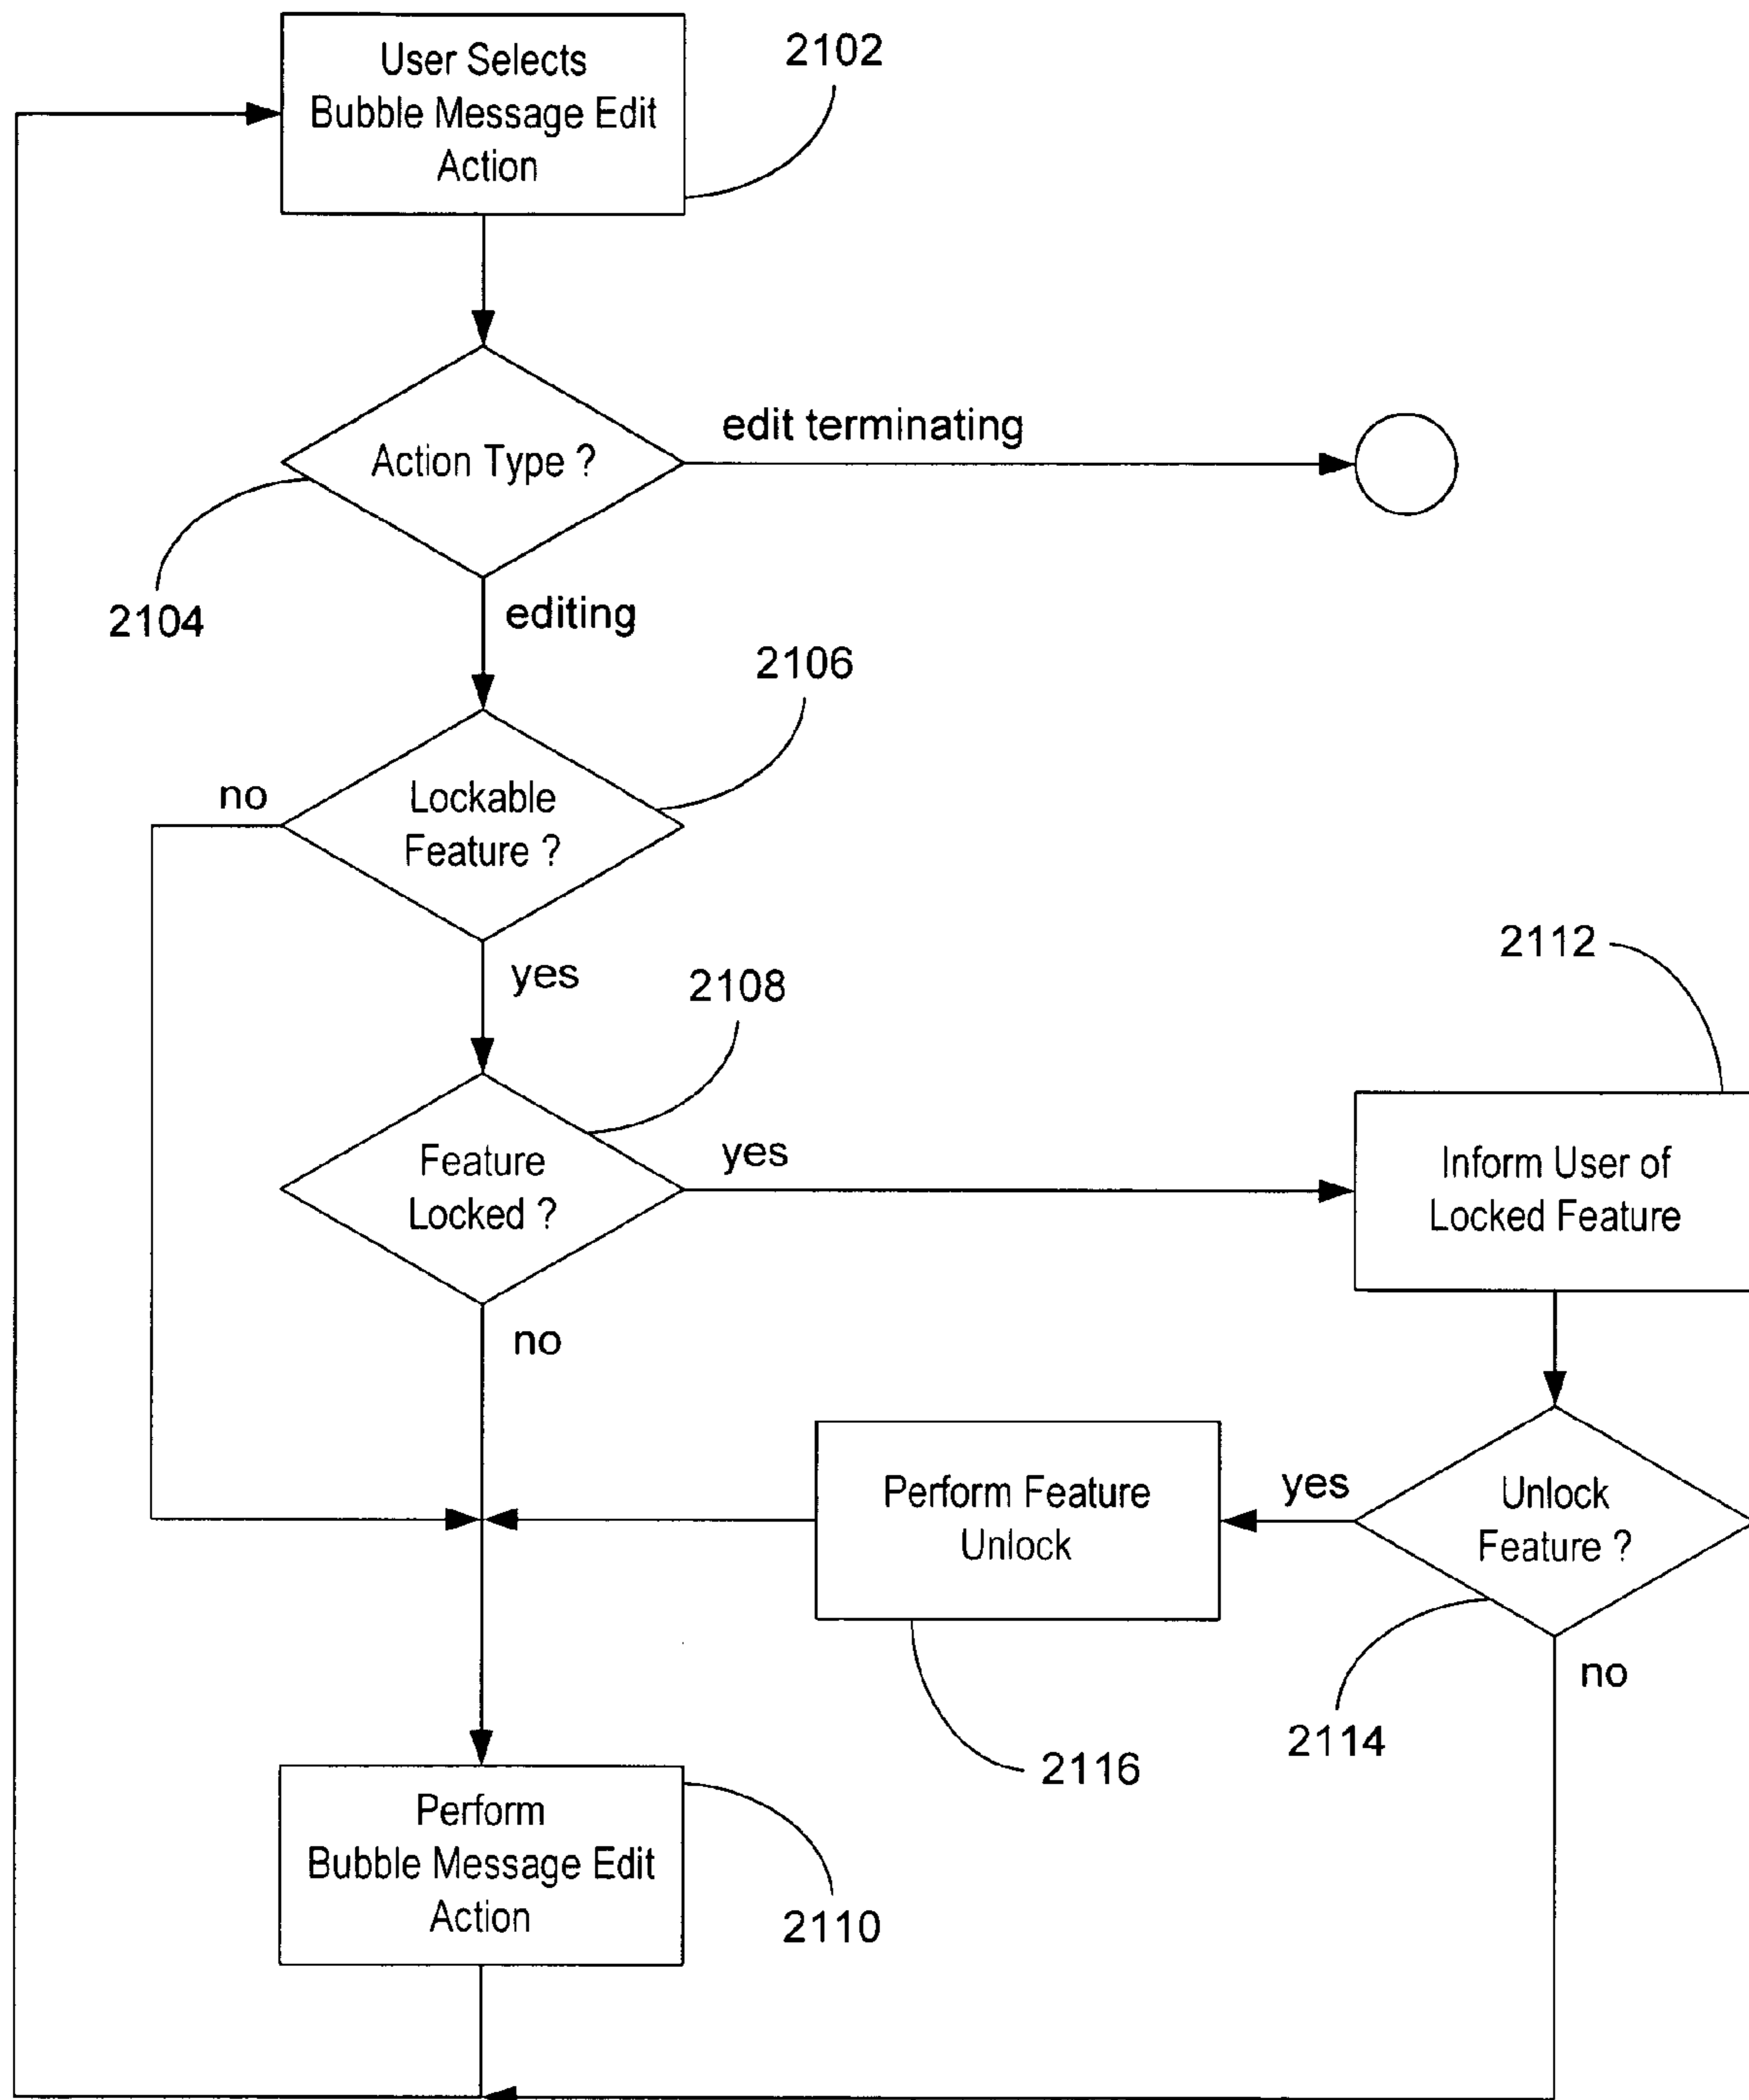 User Selects
Bubble Message Edit
Action
2102
Action Type ?
edit terminating
2104
editing
2106
no
Lockable
Feature ?
yes
2108
2112
Feature
Locked ?
yes
Inform User of
Locked Feature
no
Perform Feature
Unlock
yes
Unlock
Feature ?
no
2114
2116
Perform
Bubble Message Edit
Action
2110